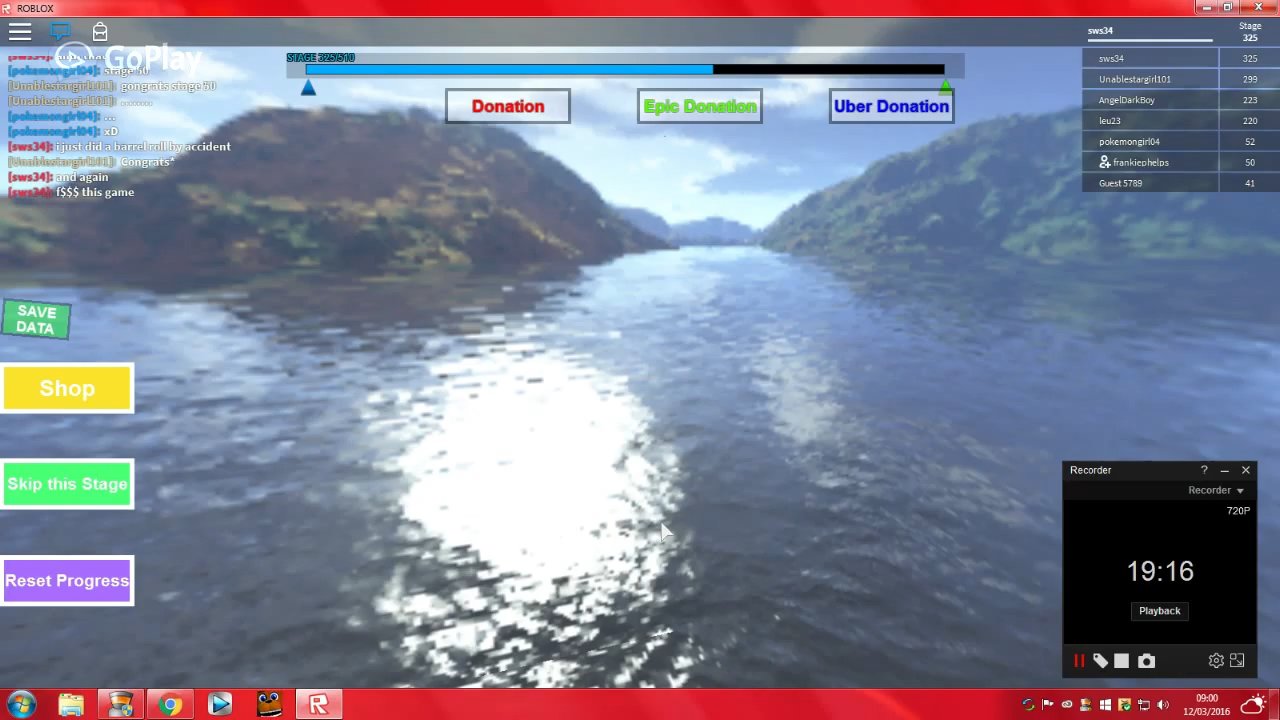 ROBLOX
GoPlay
[pokemongirl04]: stage 50
[Unablestargirl101]: gongrats stage 50
[Unablestargirl101]: ........
[pokemongirl04]: ...
[pokemongirl04]: xD
[sws34]: i just did a barrel roll by accident
[Unablestargirl101]: Congrats*
[sws34]: and again
[sws34]: f$$$ this game
STAGE 325/510
Donation
Epic Donation
Uber Donation
sws34 Stage 325
sws34 325
Unablestargirl101 299
AngelDarkBoy 223
leu23 220
pokemongirl04 52
frankiephelps 50
Guest 5789 41
SAVE
DATA
Shop
Skip this Stage
Reset Progress
Recorder ?
Recorder
720P
19:16
Playback
09:00
12/03/2016